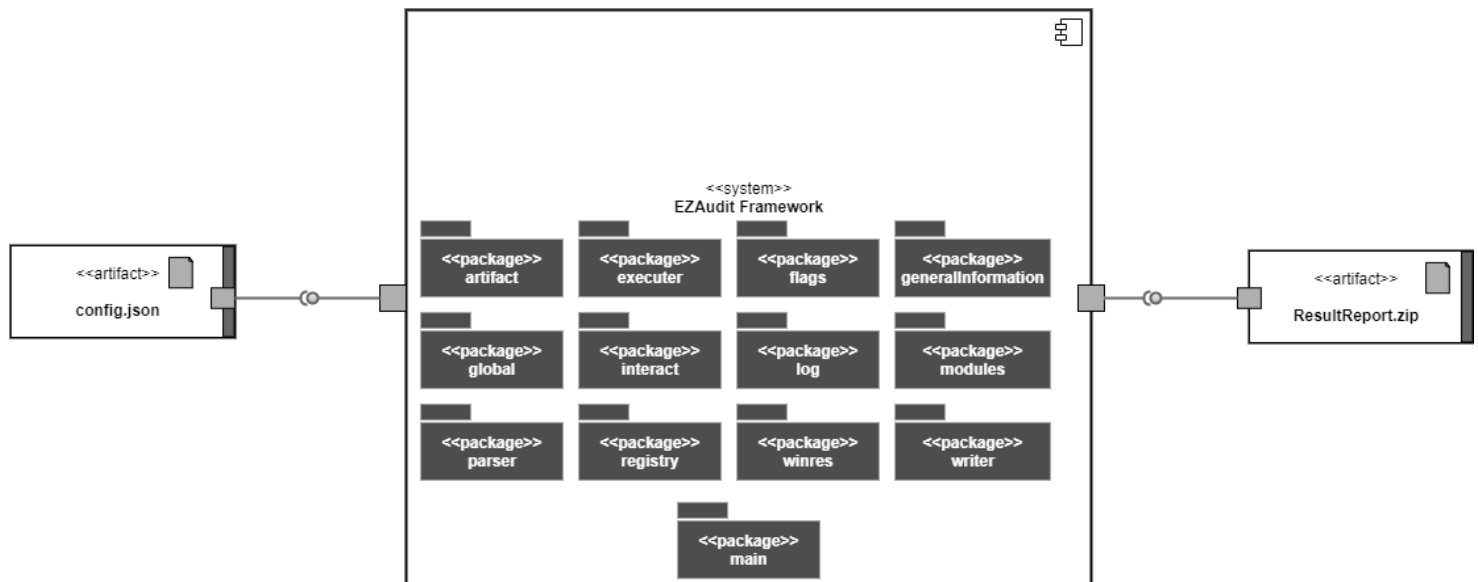 <<system>>
EZAudit Framework
<<artifact>>
config.json
<<package>>
artifact
<<package>>
executer
<<package>>
flags
<<package>>
generalInformation
<<package>>
global
<<package>>
interact
<<package>>
log
<<package>>
modules
<<package>>
parser
<<package>>
registry
<<package>>
winres
<<package>>
writer
<<package>>
main
<<artifact>>
ResultReport.zip